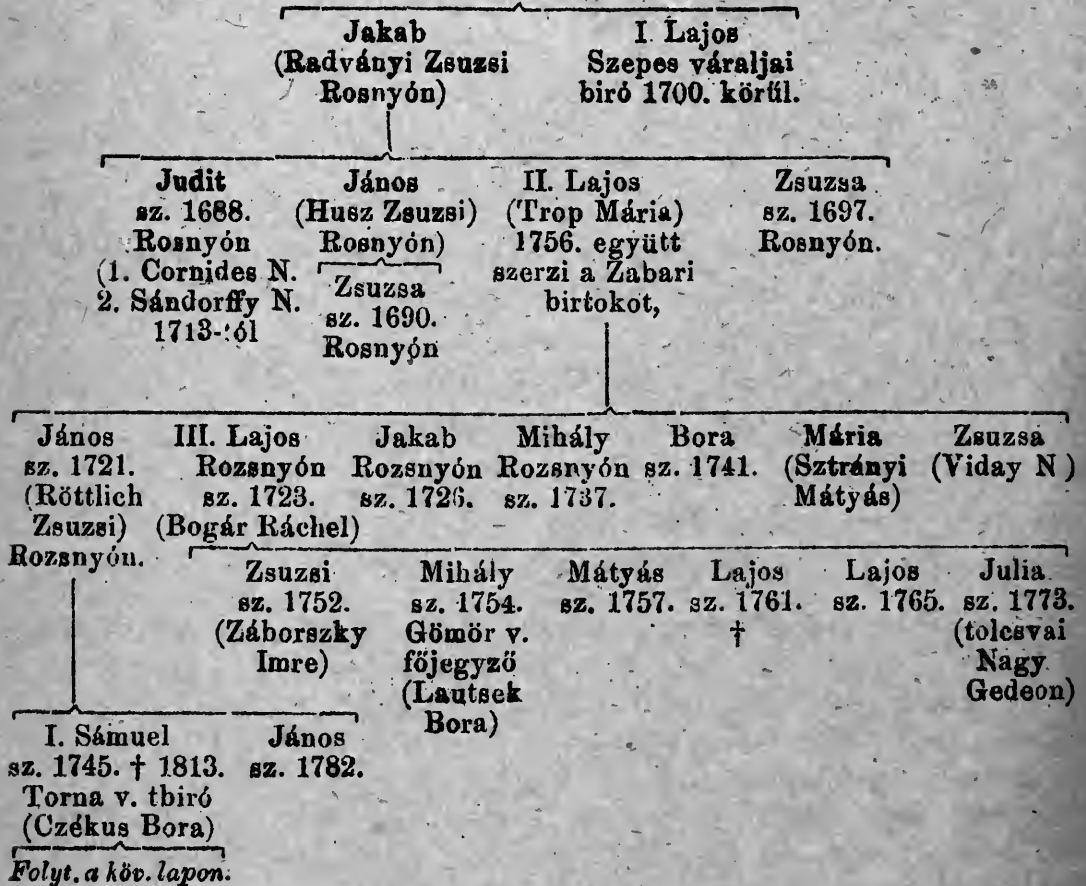 Jakab I. Lajos
(Radványi Zsuzsi Szepes váraljai
Rosnyón) biró 1700. körül.
Judit János II. Lajos Zsuzsa
sz. 1688. (Husz Zsuzsi) (Trop Mária) sz. 1697.
Rosnyón Rosnyón) 1756. együtt Rosnyón.
(1. Cornides N. Zsuzsa szerzi a Zabari
2. Sándorffy N. sz. 1690. birtokot,
1713-tól Rosnyón
János III. Lajos Jakab Mihály Bora Mária Zsuzsa
sz. 1721. Rozsnyón Rozsnyón Rozsnyón sz. 1741. (Sztrányi (Viday N)
(Röttlich sz. 1723. sz. 1726. sz. 1737. Mátyás)
Zsuzsi) (Bogár Ráchel)
Rozsnyón.
Zsuzsi Mihály Mátyás Lajos Lajos Julia
sz. 1752. sz. 1754. sz. 1757. sz. 1761. sz. 1765. sz. 1773.
(Záborszky Gömör v. † (tolcsvai
Imre) főjegyző Nagy
(Lautsek Gedeon)
Bora)
I. Sámuel János
sz. 1745. † 1813. sz. 1782.
Torna v. tbiró
(Czékus Bora)
Folyt. a köv. lapon.